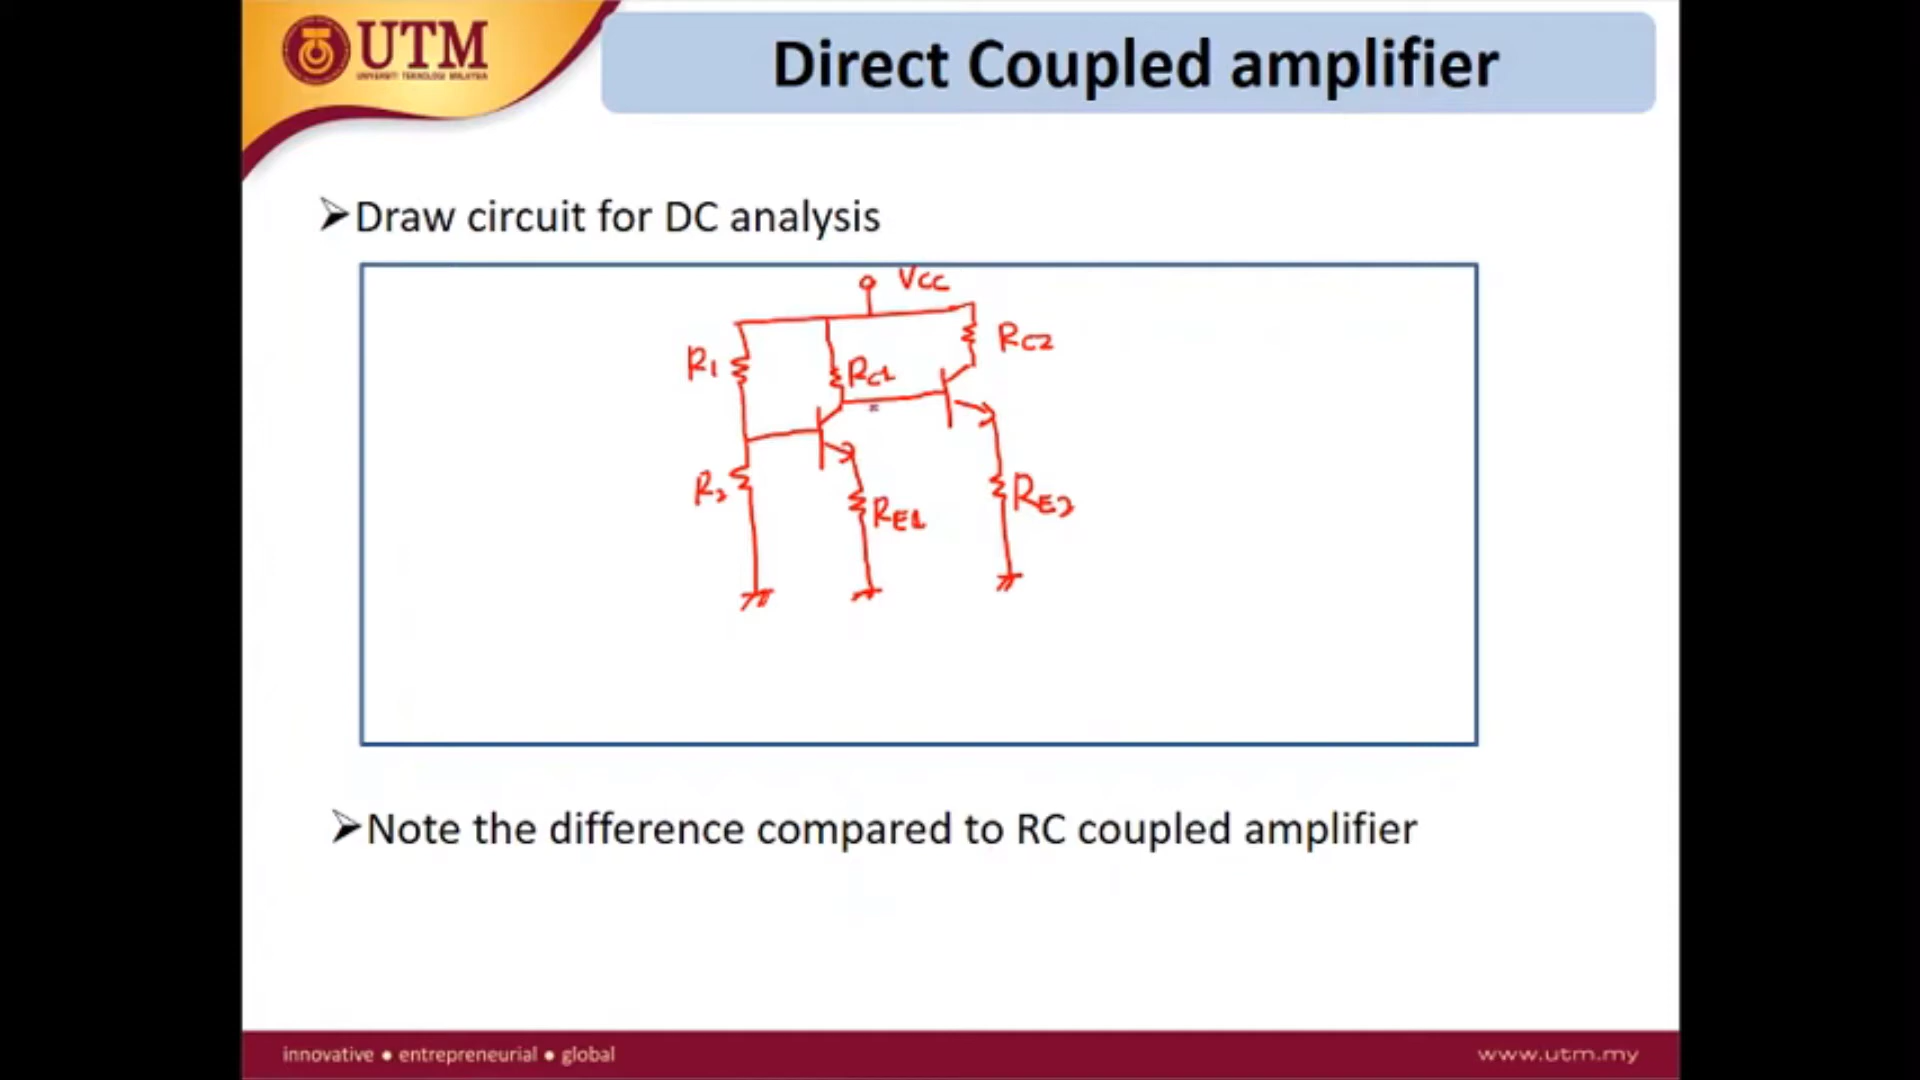 UTM
UNIVERSITI TEKNOLOGI MALAYSIA
Direct Coupled amplifier
➢Draw circuit for DC analysis
VCC
RC2
R1
RC1
R2
RE1
RE2
➢Note the difference compared to RC coupled amplifier
innovative ● entrepreneurial ● global
www.utm.my